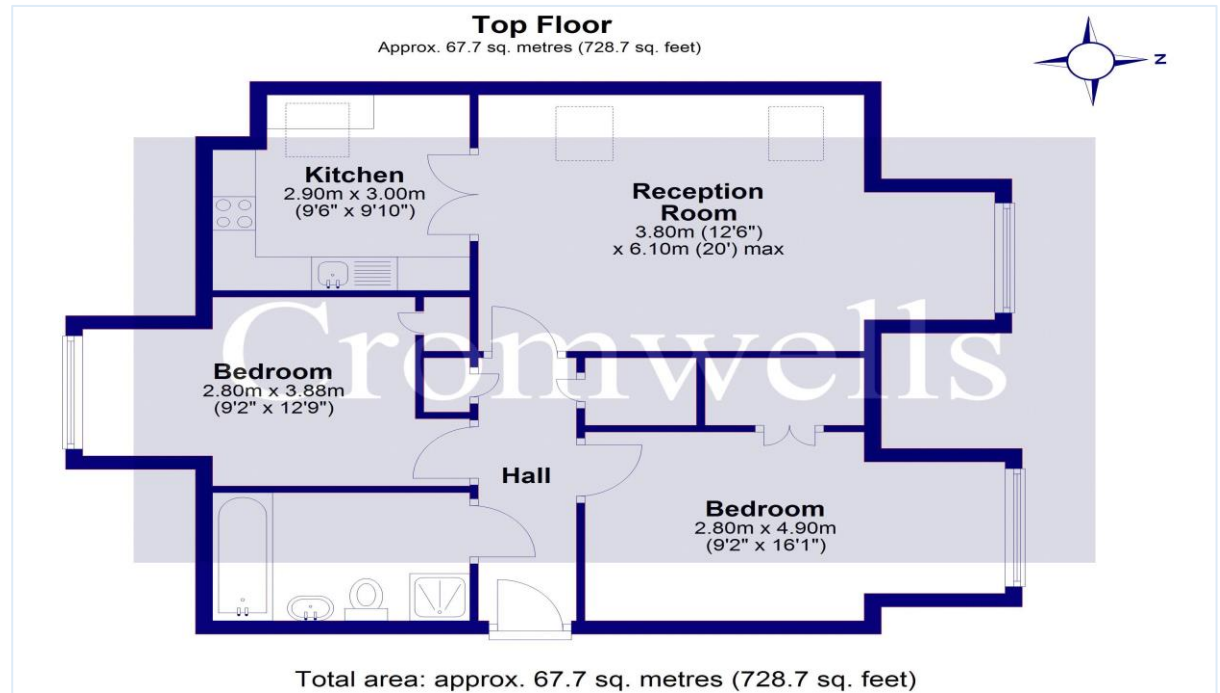 Top Floor
Approx. 67.7 sq. metres (728.7 sq. feet)
N
Kitchen
2.90m x 3.00m
(9'6" x 9'10")
Reception
Room
3.80m (12'6")
x 6.10m (20') max
Cromwells
Bedroom
2.80m x 3.88m
(9'2" x 12'9")
Hall
Bedroom
2.80m x 4.90m
(9'2" x 16'1")
Total area: approx. 67.7 sq. metres (728.7 sq. feet)